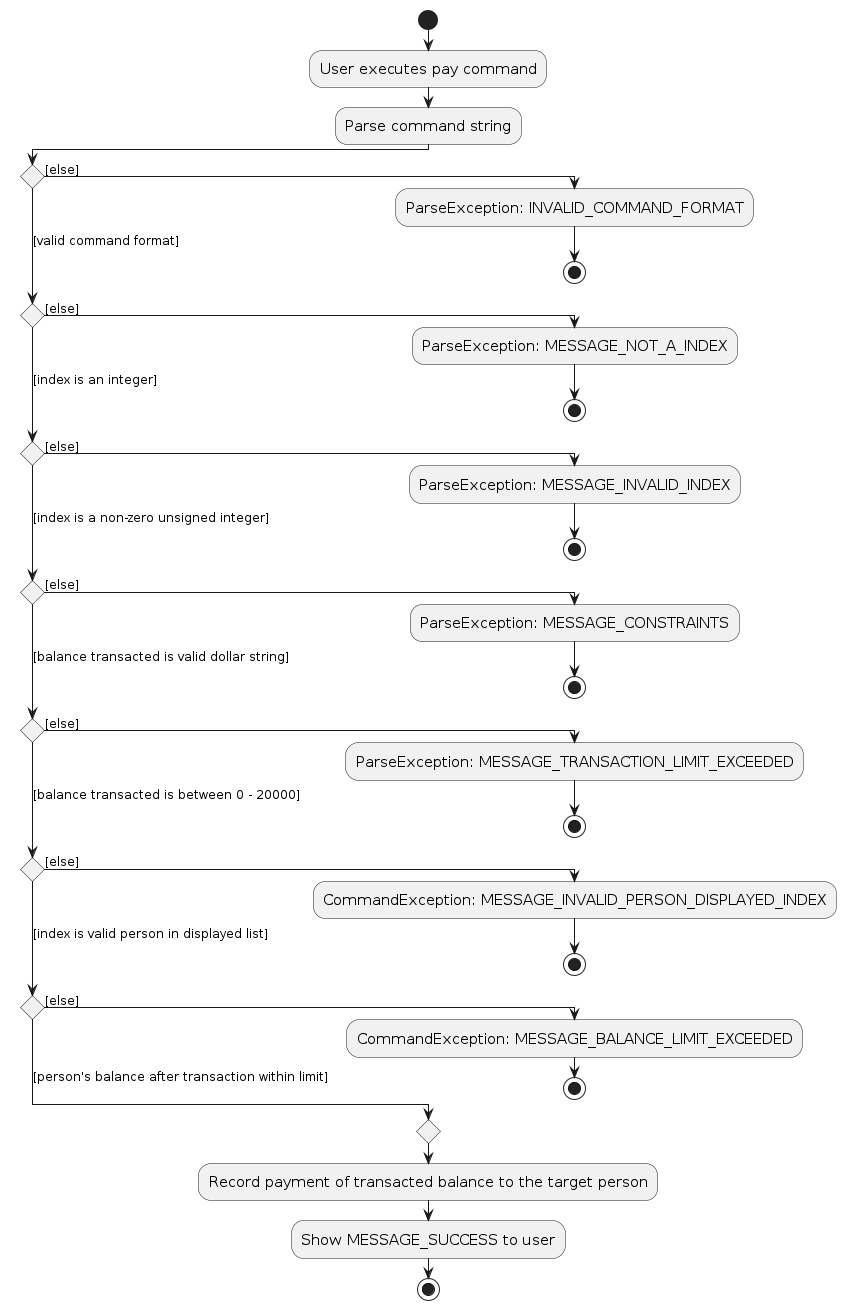 User executes pay command
Parse command string
[else]
ParseException: INVALID_COMMAND_FORMAT
[valid command format]
[else]
ParseException: MESSAGE_NOT_A_INDEX
[index is an integer]
[else]
ParseException: MESSAGE_INVALID_INDEX
[index is a non-zero unsigned integer]
[else]
ParseException: MESSAGE_CONSTRAINTS
[balance transacted is valid dollar string]
[else]
ParseException: MESSAGE_TRANSACTION_LIMIT_EXCEEDED
[balance transacted is between 0 - 20000]
[else]
CommandException: MESSAGE_INVALID_PERSON_DISPLAYED_INDEX
[index is valid person in displayed list]
[else]
CommandException: MESSAGE_BALANCE_LIMIT_EXCEEDED
[person's balance after transaction within limit]
Record payment of transacted balance to the target person
Show MESSAGE_SUCCESS to user